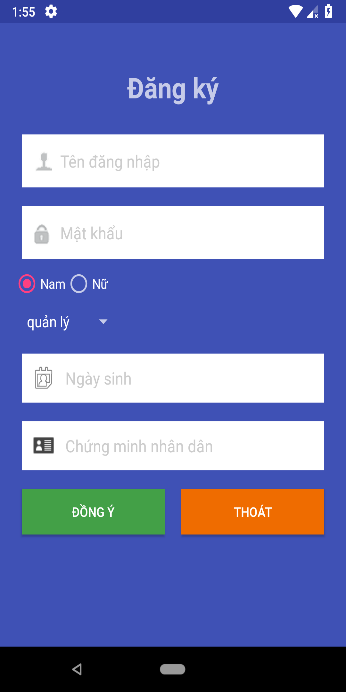 1:55
Đăng ký
Tên đăng nhập
Mật khẩu
Nam Nữ
quản lý
Ngày sinh
Chứng minh nhân dân
ĐỒNG Ý THOÁT